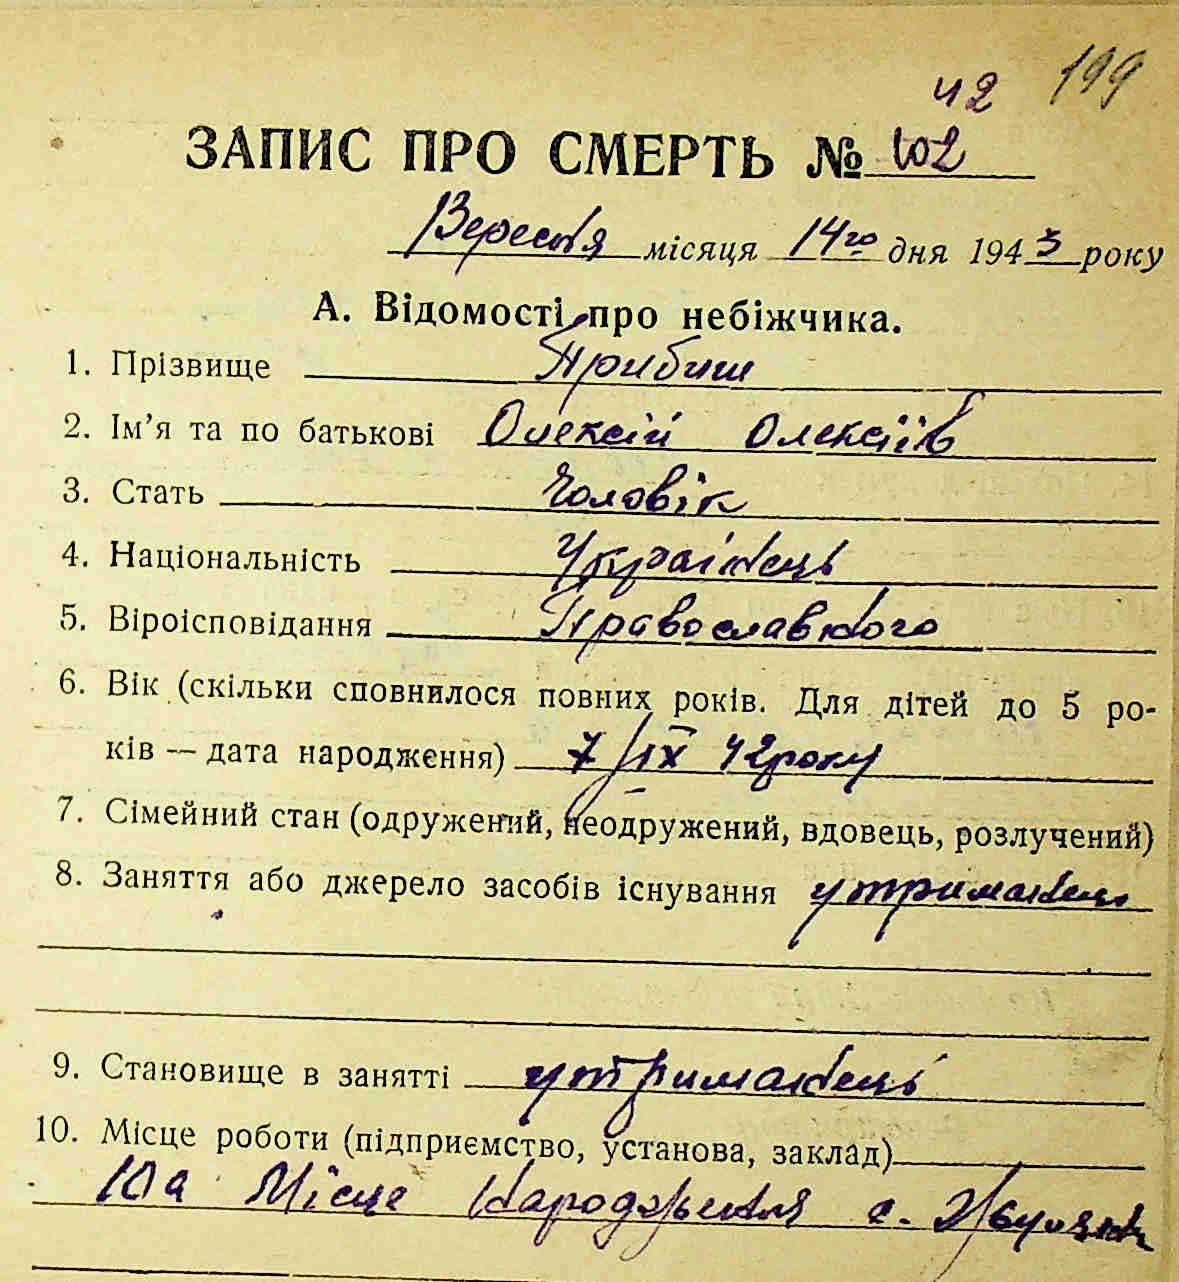 42 199
ЗАПИС ПРО СМЕРТЬ № 102
Вересня місяця 14го дня 1943 року
А. Відомості про небіжчика.
1. Прізвище Прибиш
2. Ім’я та по батькові Олексій Олексіїв
3. Стать Чоловік
4. Національність Українець
5. Віроісповідання Православного
6. Вік (скільки сповнилося повних років. Для дітей до 5 ро-
ків — дата народження) 7/IX 42 року
7. Сімейний стан (одружений, неодружений, вдовець, розлучений)
8. Заняття або джерело засобів існування утриманець
9. Становище в занятті утриманець
10. Місце роботи (підприємство, установа, заклад)
10а Місце народження с.